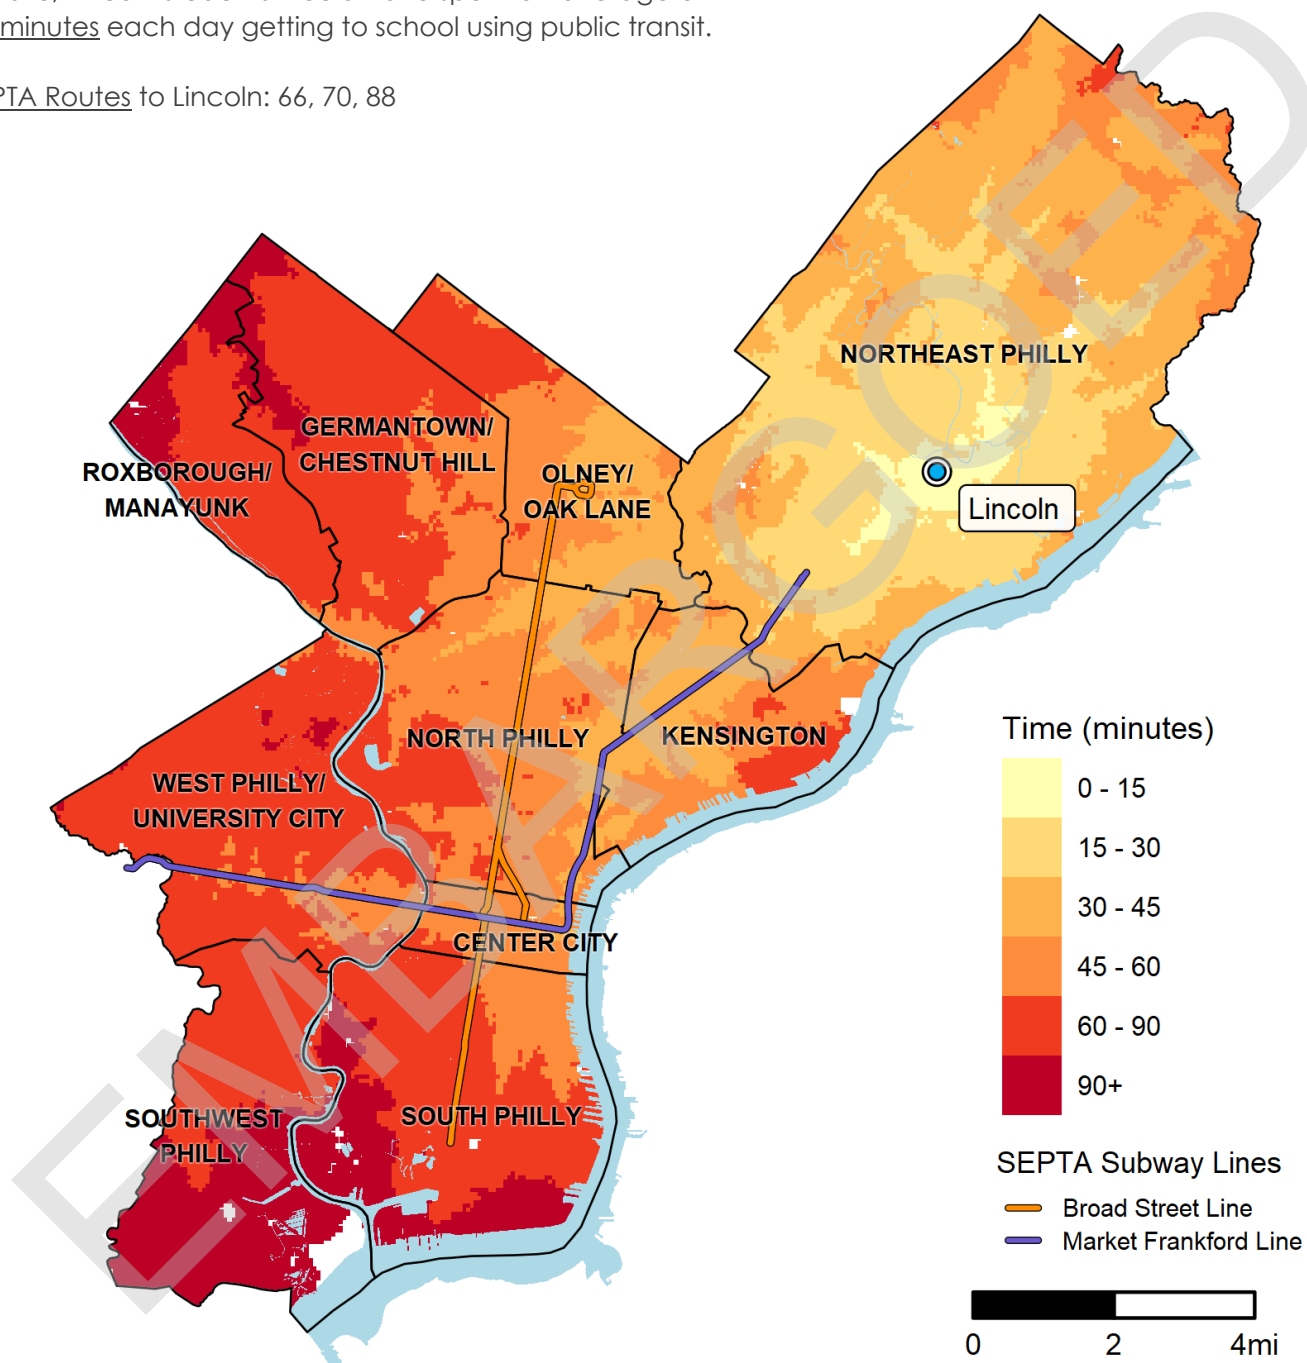 minutes each day getting to school using public transit.
PTA Routes to Lincoln: 66, 70, 88
NORTHEAST PHILLY
GERMANTOWN/
CHESTNUT HILL
ROXBOROUGH/
MANAYUNK
OLNEY/
OAK LANE
Lincoln
NORTH PHILLY
KENSINGTON
WEST PHILLY/
UNIVERSITY CITY
CENTER CITY
SOUTHWEST
PHILLY
SOUTH PHILLY
Time (minutes)
0 - 15
15 - 30
30 - 45
45 - 60
60 - 90
90+
SEPTA Subway Lines
Broad Street Line
Market Frankford Line
0 2 4mi
EMBARGOED